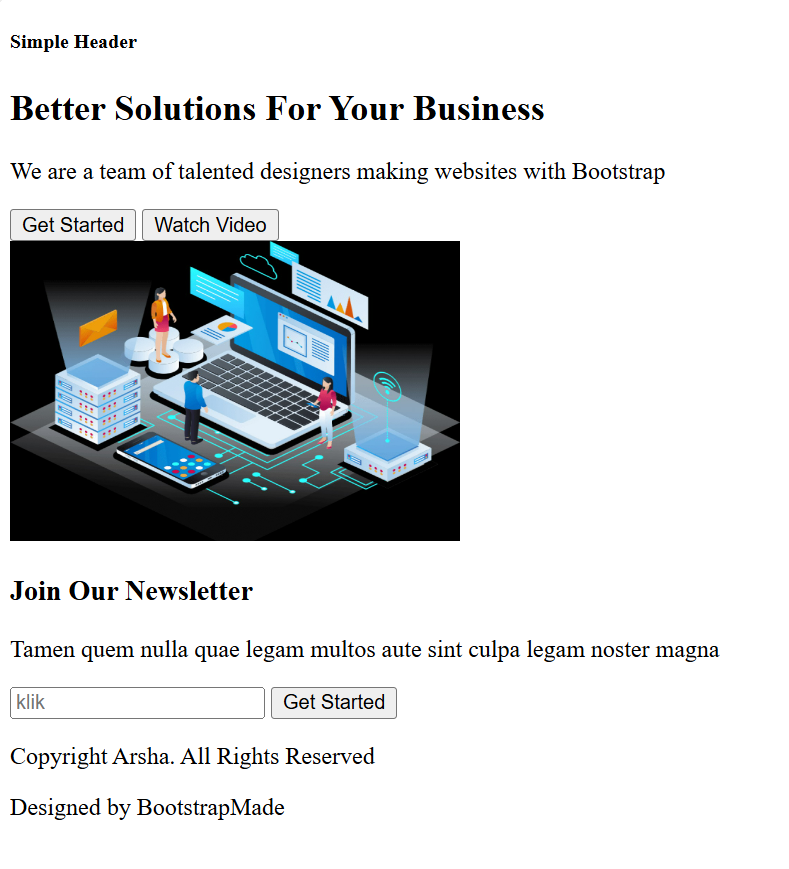 Simple Header
Better Solutions For Your Business
We are a team of talented designers making websites with Bootstrap
Get Started Watch Video
Join Our Newsletter
Tamen quem nulla quae legam multos aute sint culpa legam noster magna
klik Get Started
Copyright Arsha. All Rights Reserved
Designed by BootstrapMade